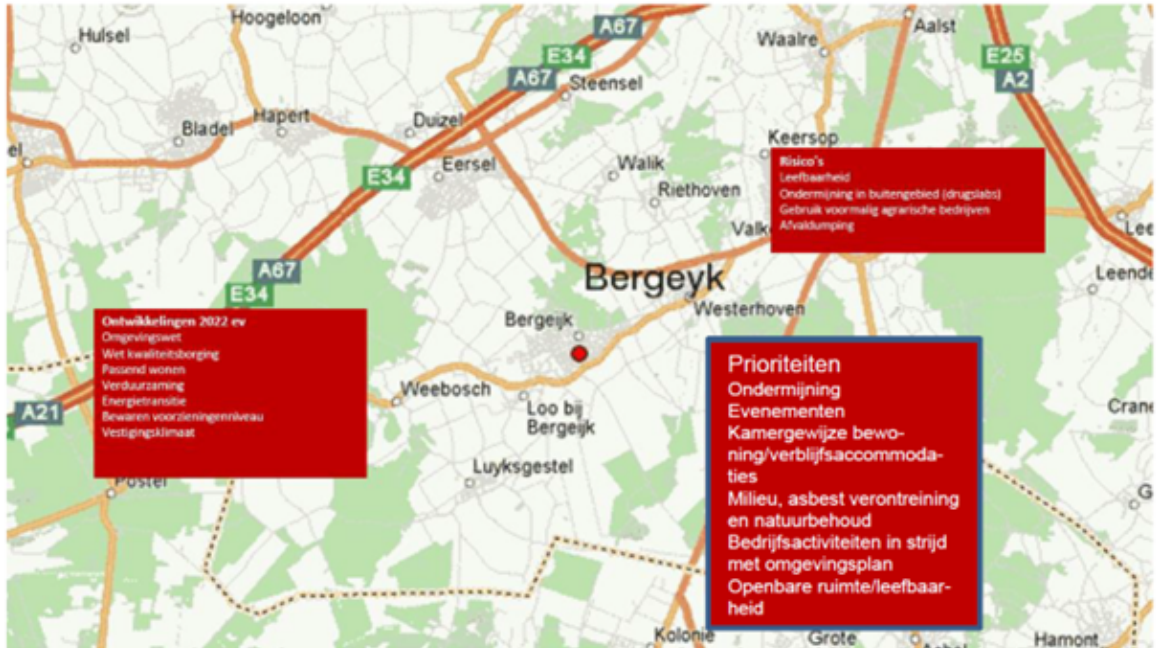 Hoogeloon
Hulsel
A67
Aalst
Waalre
E34
E25
A67
A2
Steensel
Hapert
Duizel
Bladel
Keersop
Eersel
Walik
E34
Riethoven
Risico's
Leefbaarheid
Ondermijning in buitengebied (drugslabs)
Gebruik voormalig agrarische bedrijven
Afvaldumping
A67
E34
Bergeyk
Westerhoven
Bergeijk
Ontwikkelingen 2022 ev
Omgevingswet
Wet kwaliteitsborging
Passend wonen
Verduurzaming
Energietransitie
Bewaren voorzieningenniveau
Vestigingsklimaat
Weebosch
A21
Loo bij
Bergeijk
Luyksgestel
Postel
Prioriteiten
Ondermijning
Evenementen
Kamergewijze bewo-
ning/verblijfsaccommoda-
ties
Milieu, asbest verontreining
en natuurbehoud
Bedrijfsactiviteiten in strijd
met omgevingsplan
Openbare ruimte/leefbaar-
heid
Kolonie
Grote
Hamont